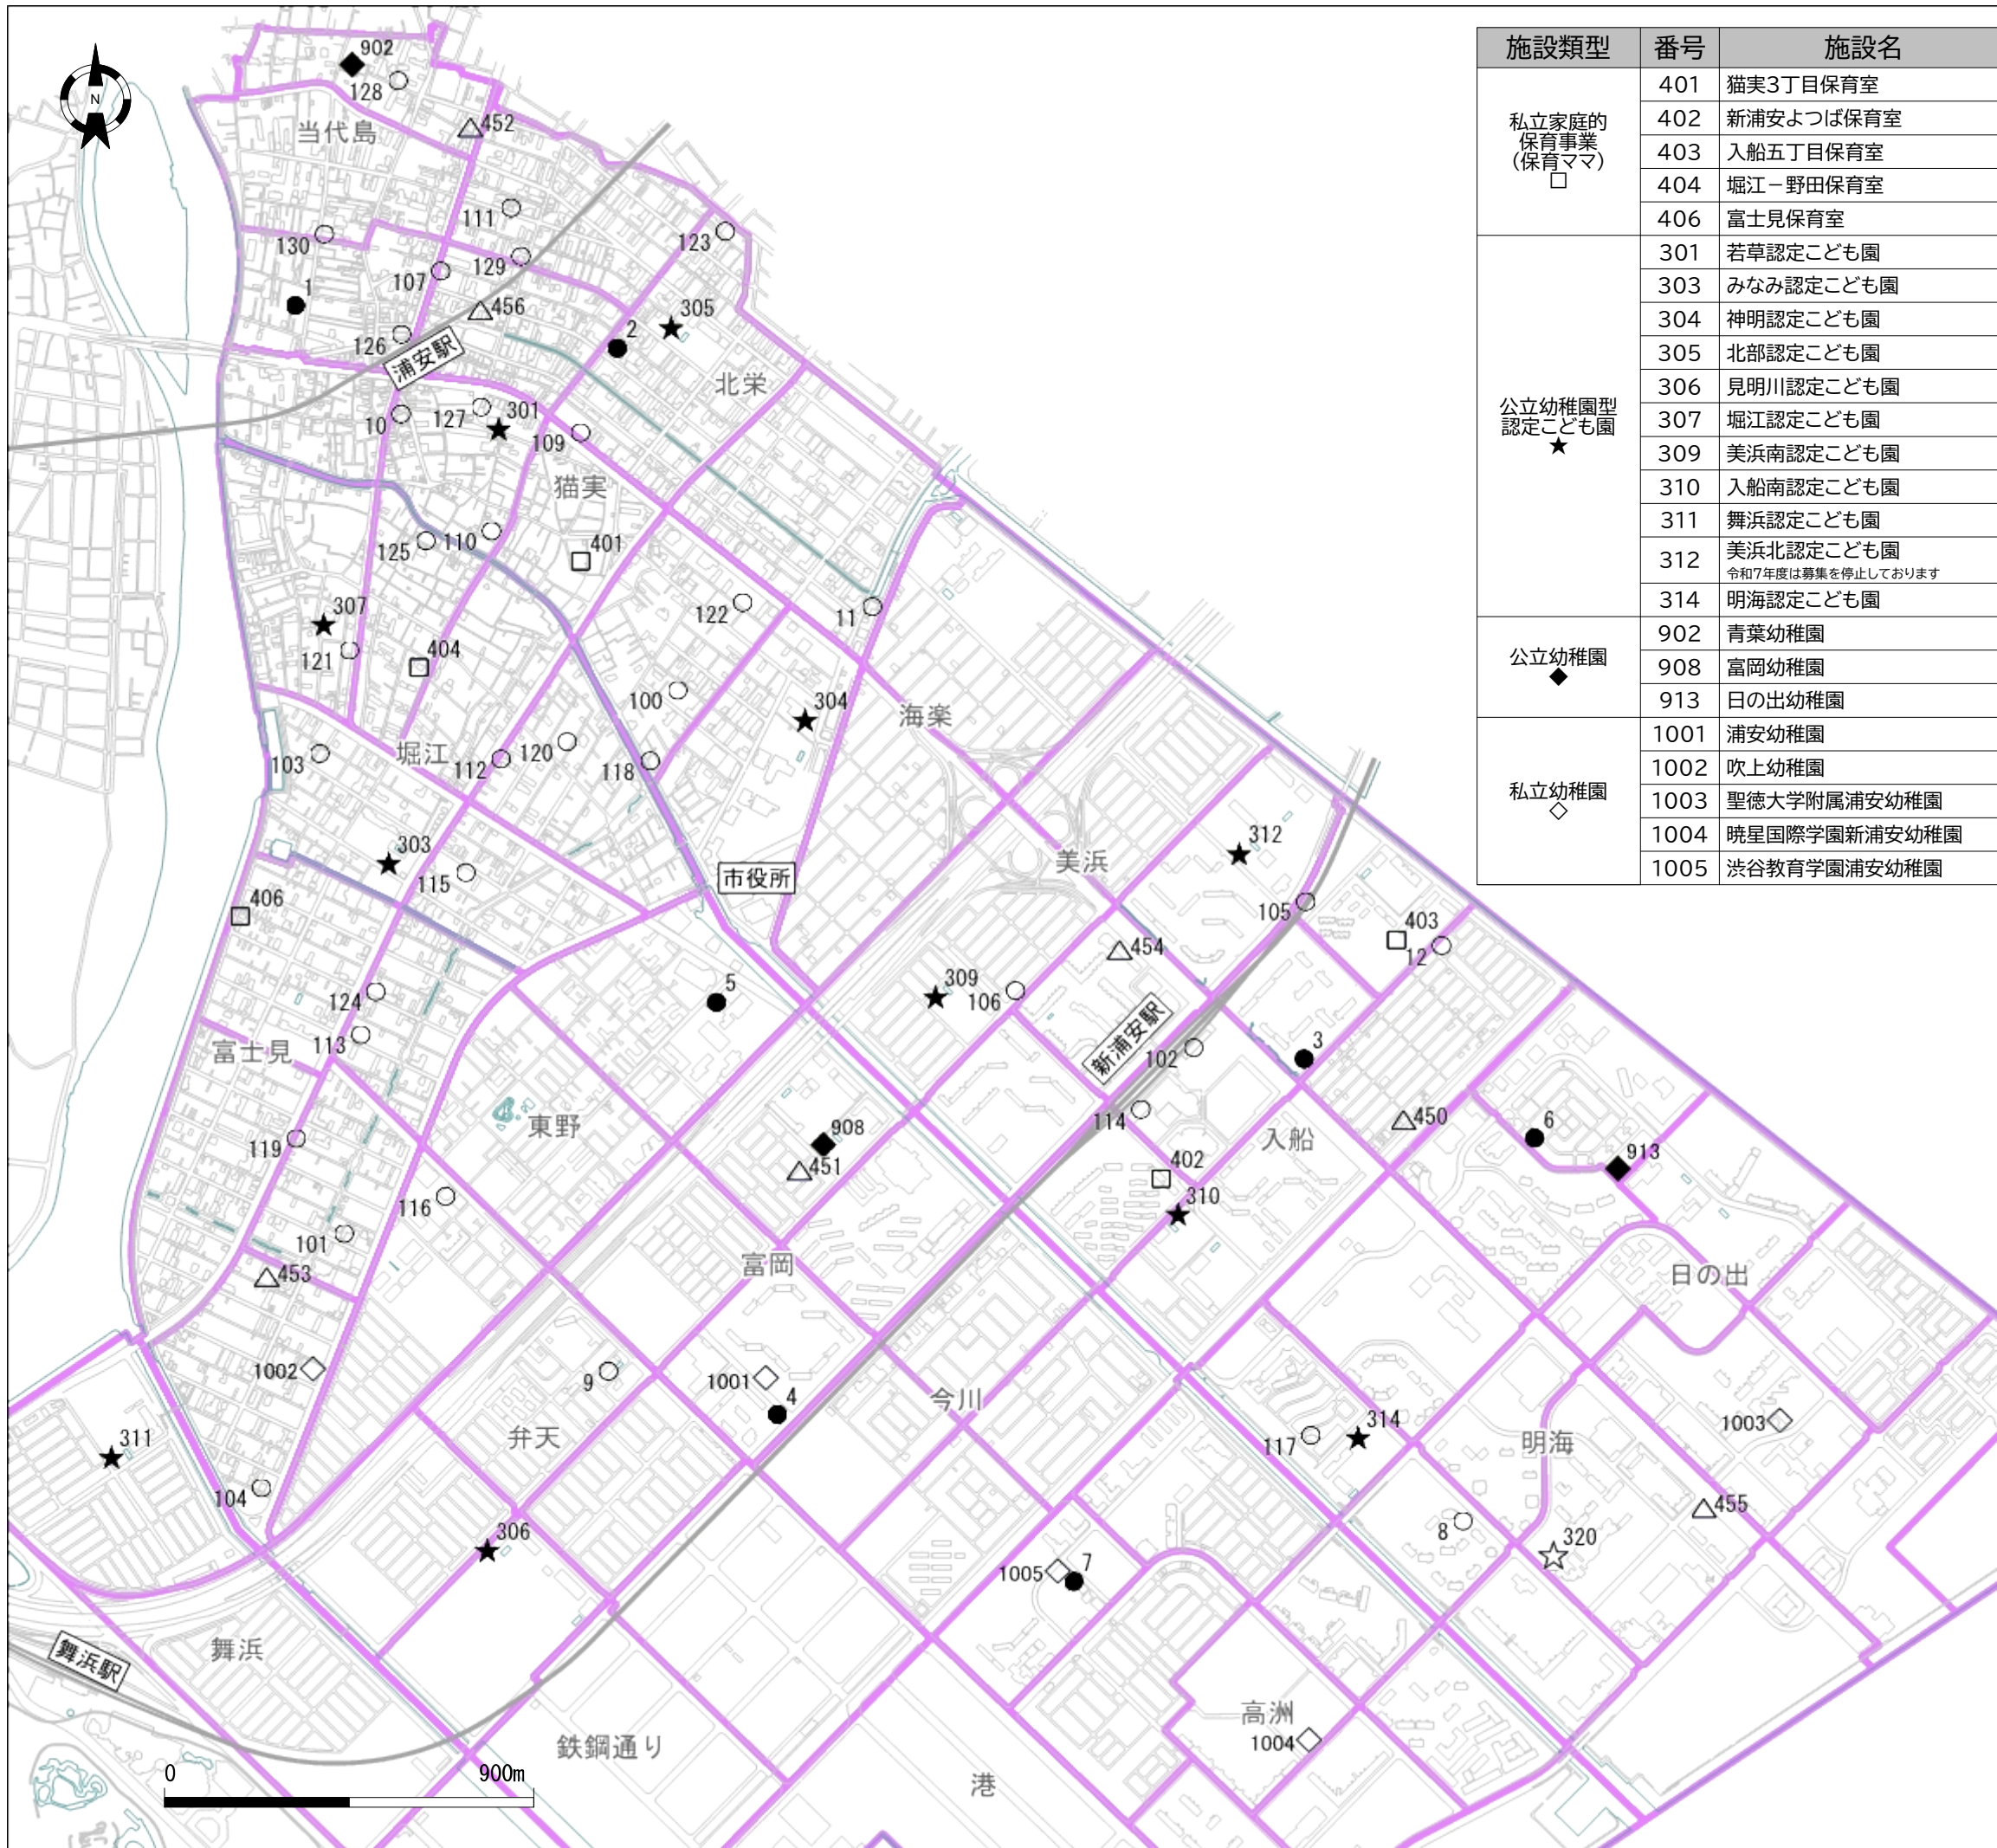 施設類型 番号 施設名
私立家庭的
保育事業
(保育ママ)
□
401 猫実3丁目保育室
402 新浦安よつば保育室
403 入船五丁目保育室
404 堀江－野田保育室
406 富士見保育室
公立幼稚園型
認定こども園
★
301 若草認定こども園
303 みなみ認定こども園
304 神明認定こども園
305 北部認定こども園
306 見明川認定こども園
307 堀江認定こども園
309 美浜南認定こども園
310 入船南認定こども園
311 舞浜認定こども園
312 美浜北認定こども園
令和7年度は募集を停止しております
314 明海認定こども園
公立幼稚園
◆
902 青葉幼稚園
908 富岡幼稚園
913 日の出幼稚園
私立幼稚園
◇
1001 浦安幼稚園
1002 吹上幼稚園
1003 聖徳大学附属浦安幼稚園
1004 暁星国際学園新浦安幼稚園
1005 渋谷教育学園浦安幼稚園
N
902
128
当代島
452
111
123
130
129
107
1
456
305
2
126
浦安駅
北栄
10
127
301
109
猫実
110
125
401
122
11
307
121
404
100
304
海楽
103
堀江
112
120
118
312
303
美浜
115
市役所
406
105
403
12
454
5
309
106
124
新浦安駅
113
富士見
102
3
114
450
東野
908
入船
6
119
451
402
913
116
310
101
富岡
日の出
453
1002
9
1001
4
今川
1003
314
弁天
117
明海
311
104
455
8
306
320
1005
7
舞浜
舞浜駅
高洲
1004
鉄鋼通り
0 900m
港